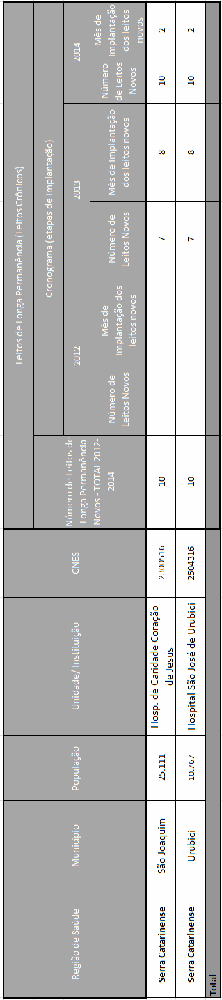 Região de Saúde
Município
População
Unidade/ Instituição
CNES
Leitos de Longa Permanência (Leitos Crônicos)
Número de Leitos de
Longa Permanência
Novos - TOTAL 2012-
2014
Cronograma (etapas de implantação)
2012
2013
2014
Número de
Leitos Novos
Mês de
Implantação dos
leitos novos
Número de
Leitos Novos
Mês de Implantação
dos leitos novos
Número
de Leitos
Novos
Mês de
Implantação
dos leitos
novos
Serra Catarinense
São Joaquim
25.111
Hosp. de Caridade Coração
de Jesus
2300516
10
7
8
10
2
Serra Catarinense
Urubici
10.767
Hospital São José de Urubici
2504316
10
7
8
10
2
Total